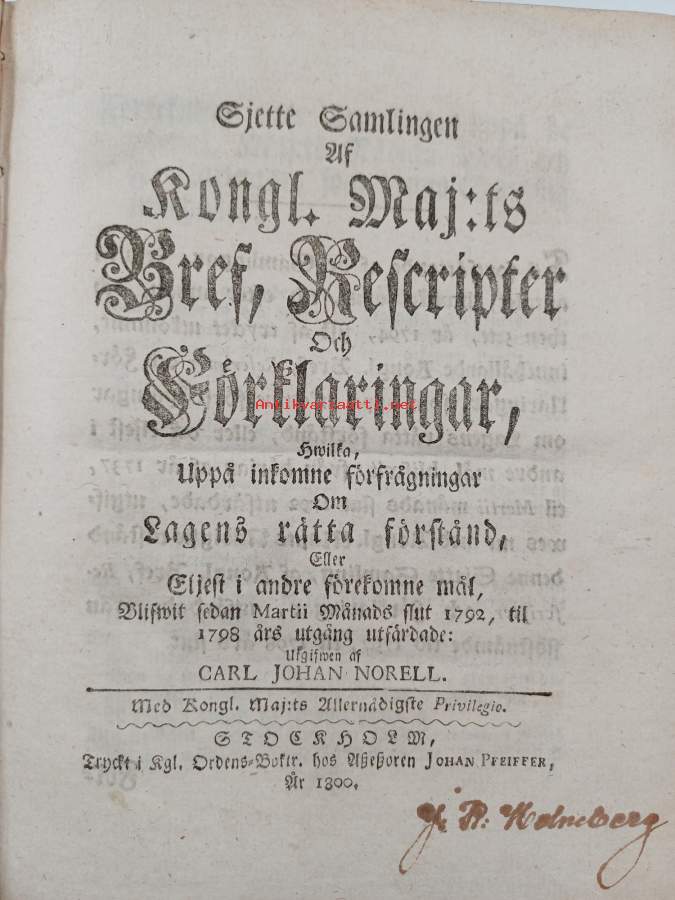 Sjette Samlingen
Af
Kongl. Maj:ts
Bref, Rescripter
Och
Förklaringar,
Antikvariaatti.net
Hwilka,
Uppå inkomne förfrågningar
Om
Lagens rätta förstånd,
Eller
Eljest i andre förekomne mål,
Blifwit sedan Martii Månads slut 1792, til
1798 års utgång utfärdade:
Utgifwen af
CARL JOHAN NORELL.
Med Kongl. Maj:ts Allernådigste Privilegio.
STOCKHOLM,
Tryckt i Kgl. Ordens-Boktr. hos Aßeßoren JOHAN PFEIFFER,
År 1800.